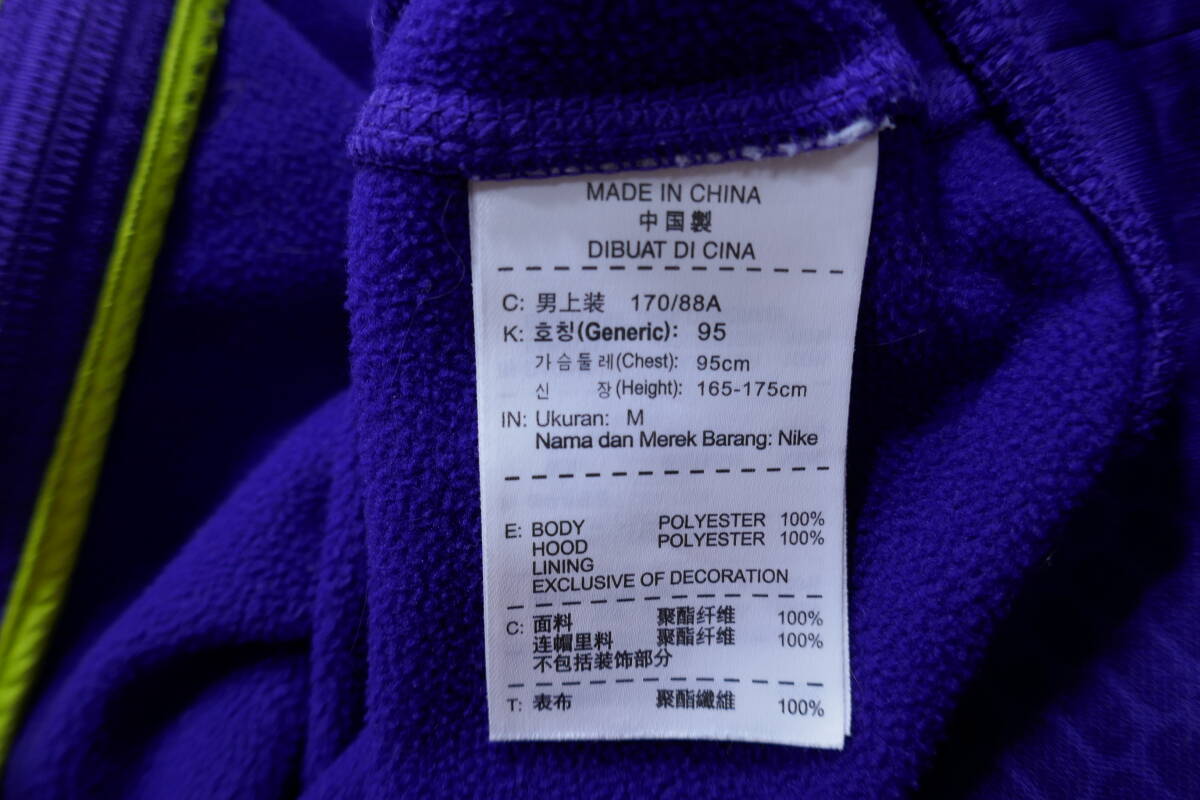 MADE IN CHINA
中国製
DIBUAT DI CINA
C: 男上装 170/88A
K: 호칭(Generic): 95
가슴둘레(Chest): 95cm
신 장(Height): 165-175cm
IN: Ukuran: M
Nama dan Merek Barang: Nike
E: BODY POLYESTER 100%
HOOD POLYESTER 100%
LINING
EXCLUSIVE OF DECORATION
C: 面料 聚酯纤维 100%
连帽里料 聚酯纤维 100%
不包括装饰部分
T: 表布 聚酯纖維 100%